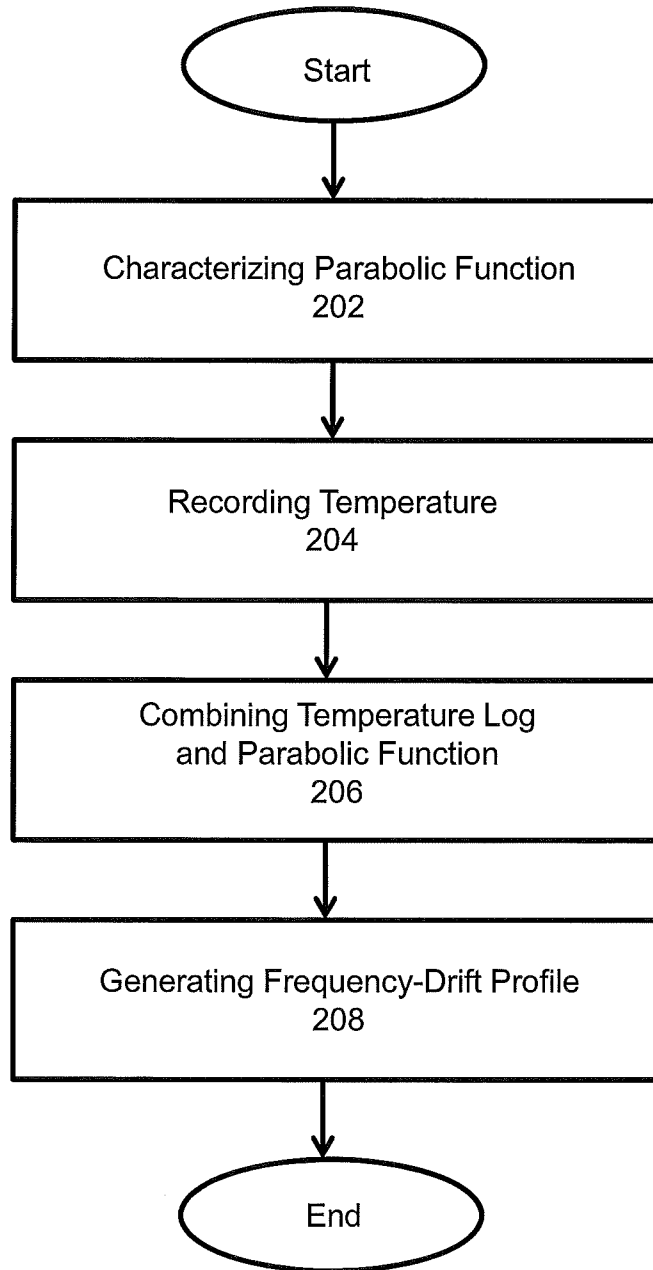 Start
Characterizing Parabolic Function
202
Recording Temperature
204
Combining Temperature Log
and Parabolic Function
206
Generating Frequency-Drift Profile
208
End